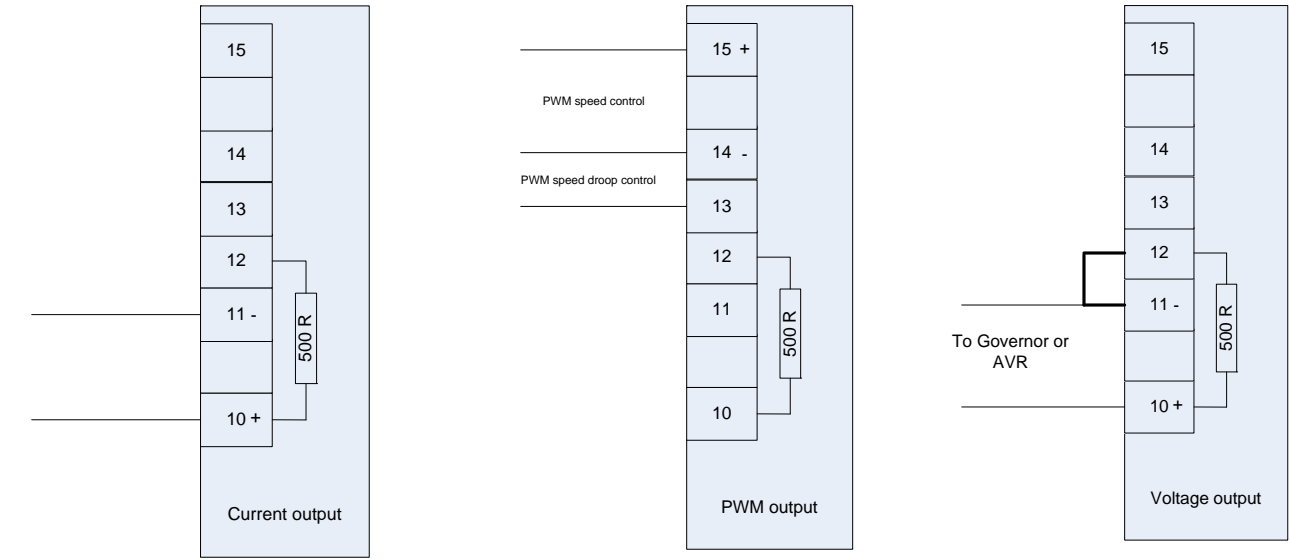 15
14
13
12
11 -
10 +
500 R
Current output
15 +
PWM speed control
14 -
PWM speed droop control
13
12
11
10
500 R
PWM output
15
14
13
12
11 -
10 +
500 R
To Governor or
AVR
Voltage output